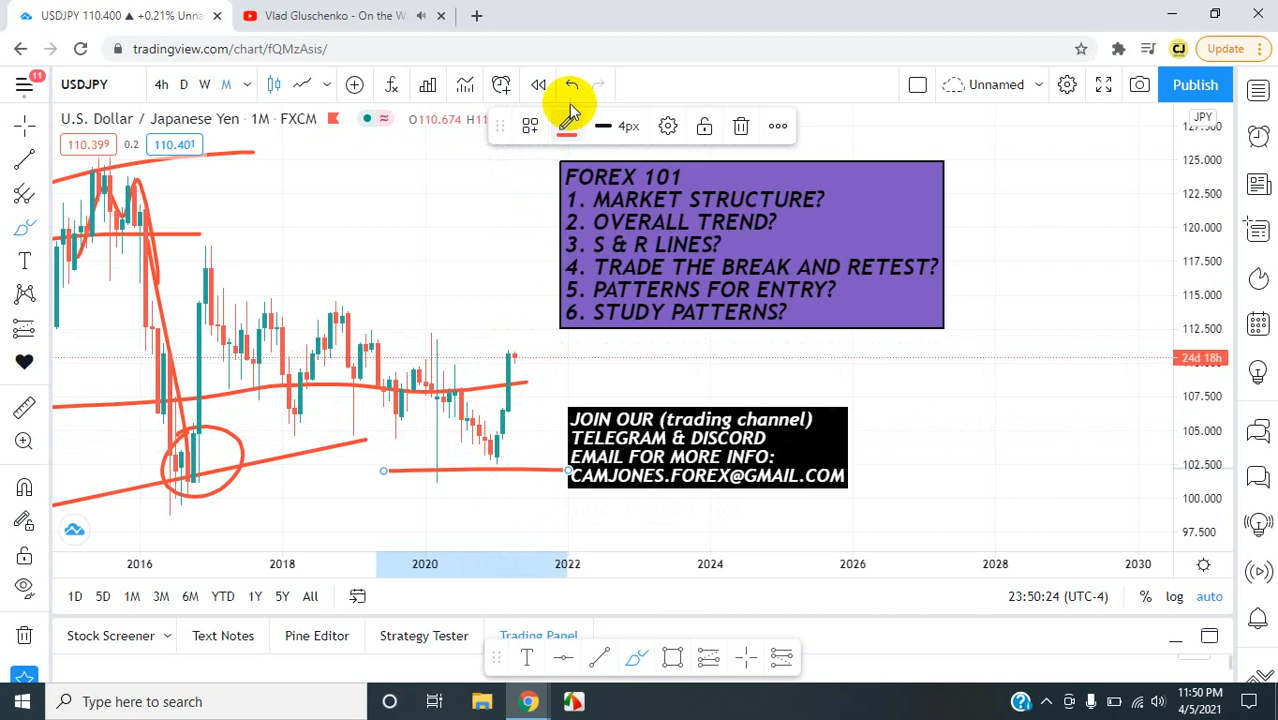 USDJPY 110.400 ▲ +0.21% Unna
Vlad Gluschenko - On the W
tradingview.com/chart/fQMzAsis/
CJ
Update
11
USDJPY
4h D W M
Unnamed
Publish
U.S. Dollar / Japanese Yen · 1M · FXCM
O110.674
110.399 0.2 110.401
4px
JPY
FOREX 101
1. MARKET STRUCTURE?
2. OVERALL TREND?
3. S & R LINES?
4. TRADE THE BREAK AND RETEST?
5. PATTERNS FOR ENTRY?
6. STUDY PATTERNS?
JOIN OUR (trading channel)
TELEGRAM & DISCORD
EMAIL FOR MORE INFO:
CAMJONES.FOREX@GMAIL.COM
127.500
125.000
122.500
120.000
117.500
115.000
112.500
24d 18h
107.500
105.000
102.500
100.000
97.500
2016 2018 2020 2022 2024 2026 2028 2030
1D 5D 1M 3M 6M YTD 1Y 5Y All
23:50:24 (UTC-4)
% log auto
Stock Screener Text Notes Pine Editor Strategy Tester Trading Panel
Type here to search
11:50 PM
4/5/2021